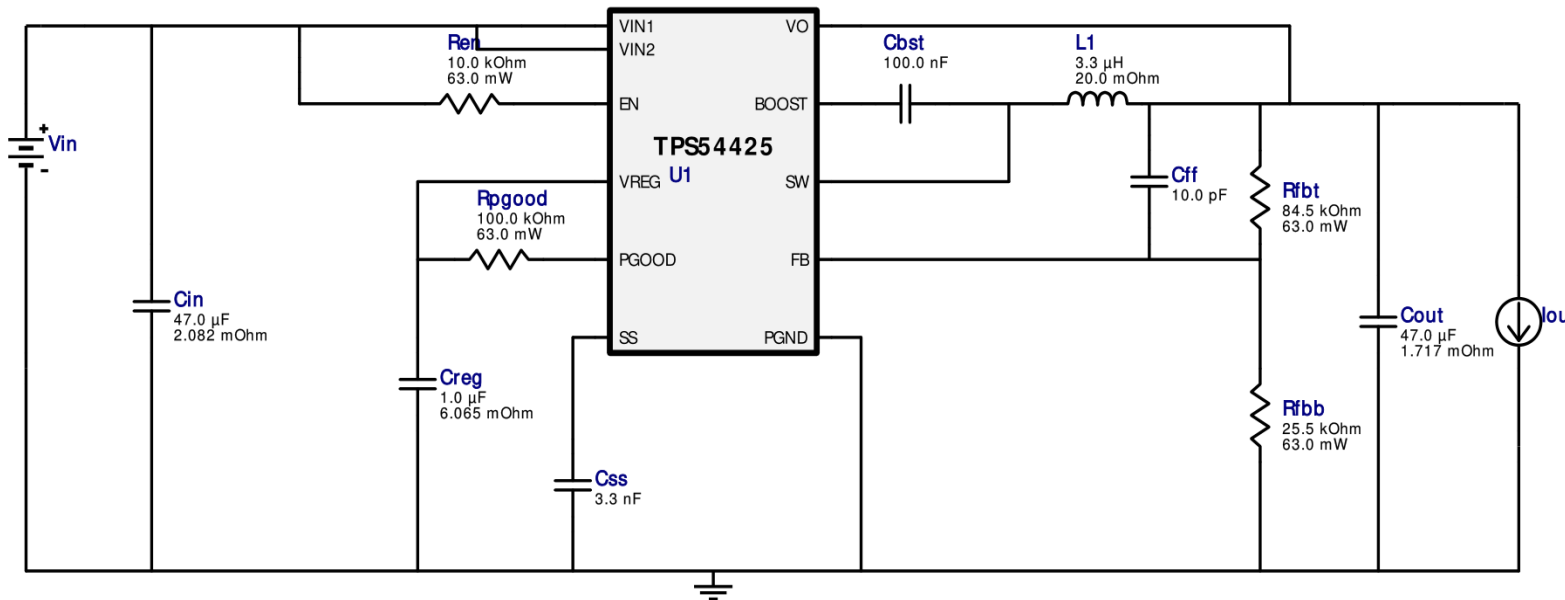 VIN1
VO
VIN2
Ren
10.0 kOhm
63.0 mW
Cbst
100.0 nF
L1
3.3 µH
20.0 mOhm
EN
BOOST
+
Vin
-
TPS54425
U1
VREG
SW
Cff
10.0 pF
Rfbt
84.5 kOhm
63.0 mW
Rpgood
100.0 kOhm
63.0 mW
PGOOD
FB
Cin
47.0 µF
2.082 mOhm
SS
PGND
Cout
47.0 µF
1.717 mOhm
Iou
Creg
1.0 µF
6.065 mOhm
Rfbb
25.5 kOhm
63.0 mW
Css
3.3 nF